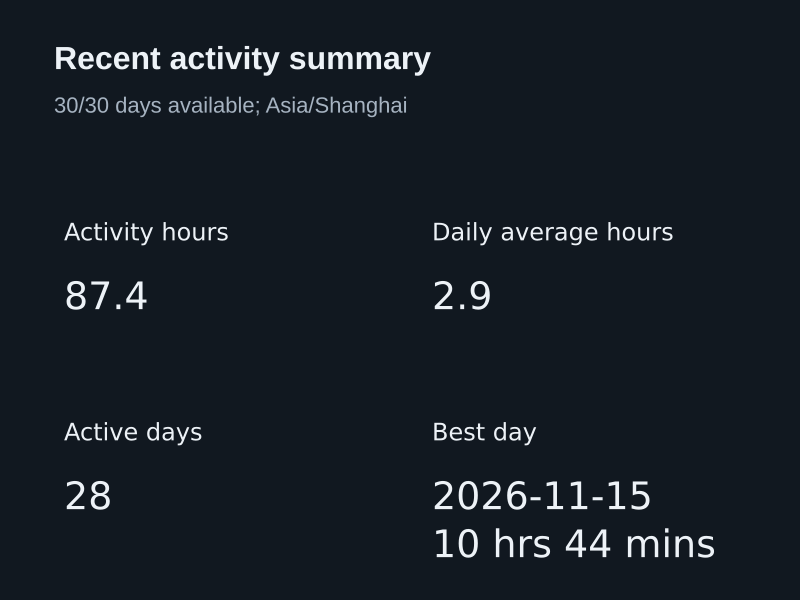 Recent activity summary
30/30 days available; Asia/Shanghai
Activity hours
87.4
Daily average hours
2.9
Active days
28
Best day
2026-11-15
10 hrs 44 mins